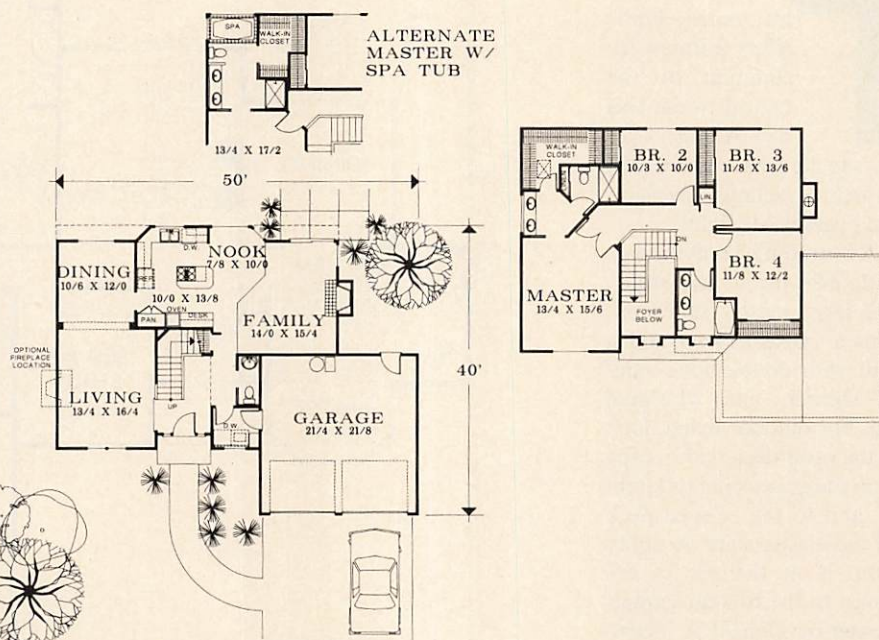 SPA
WALK-IN
CLOSET
ALTERNATE
MASTER W/
SPA TUB
13/4 X 17/2
50'
NOOK
7/8 X 10/0
D.W.
DINING
10/6 X 12/0
REF.
10/0 X 13/8
OVEN
PAN.
DESK
FAMILY
14/0 X 15/4
OPTIONAL
FIREPLACE
LOCATION
LIVING
13/4 X 16/4
UP
D W
GARAGE
21/4 X 21/8
40'
WALK-IN
CLOSET
BR. 2
10/3 X 10/0
BR. 3
11/8 X 13/6
LIN.
DN
BR. 4
11/8 X 12/2
MASTER
13/4 X 15/6
FOYER
BELOW